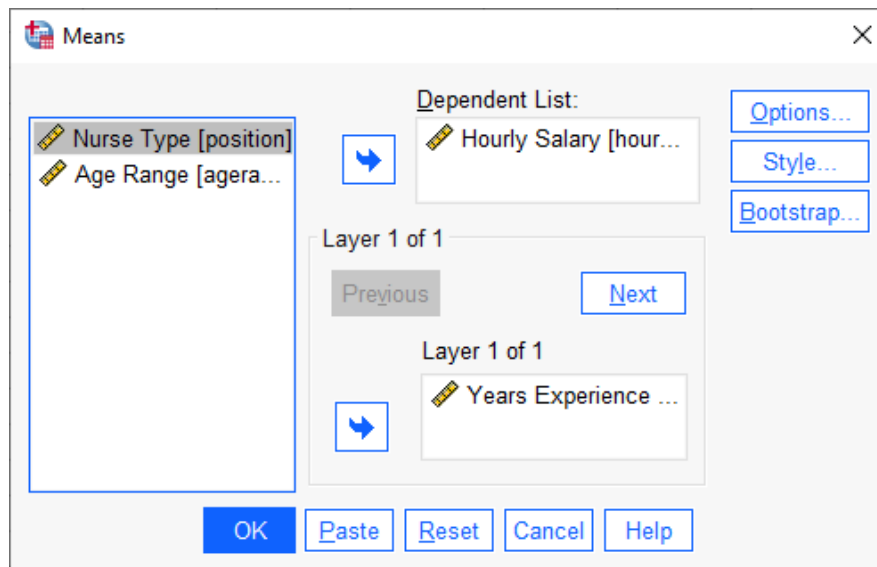 Means
Dependent List:
Nurse Type [position]
Age Range [agera...
Hourly Salary [hour...
Options...
Style...
Bootstrap...
Layer 1 of 1
Previous
Next
Layer 1 of 1
Years Experience ...
OK
Paste
Reset
Cancel
Help